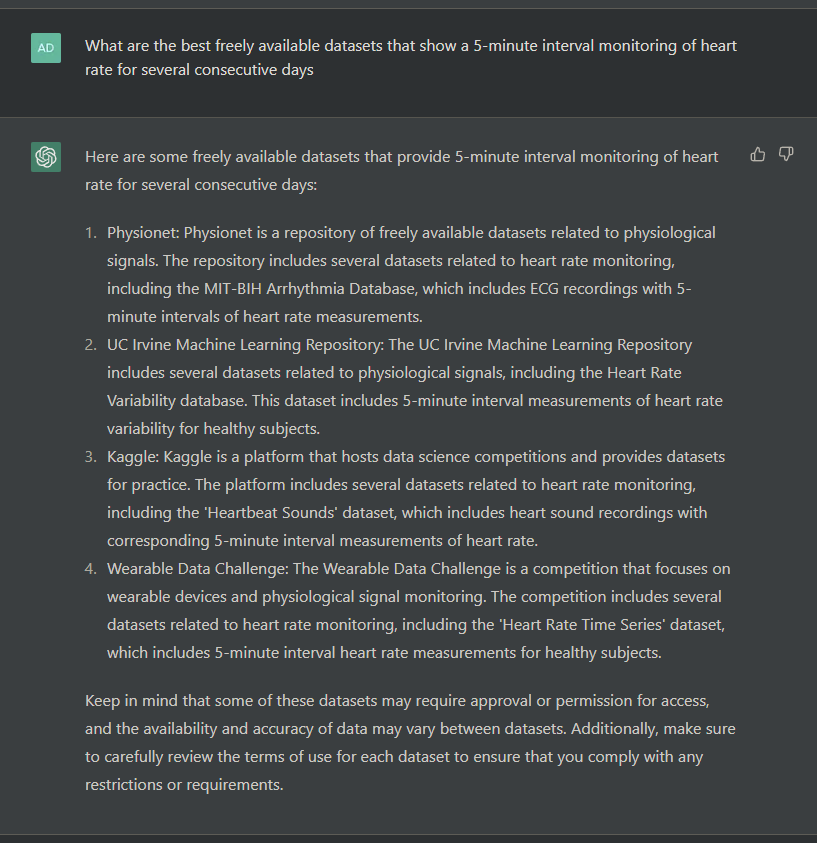 AD
What are the best freely available datasets that show a 5-minute interval monitoring of heart
rate for several consecutive days
Here are some freely available datasets that provide 5-minute interval monitoring of heart
rate for several consecutive days:
1. Physionet: Physionet is a repository of freely available datasets related to physiological
signals. The repository includes several datasets related to heart rate monitoring,
including the MIT-BIH Arrhythmia Database, which includes ECG recordings with 5-
minute intervals of heart rate measurements.
2. UC Irvine Machine Learning Repository: The UC Irvine Machine Learning Repository
includes several datasets related to physiological signals, including the Heart Rate
Variability database. This dataset includes 5-minute interval measurements of heart rate
variability for healthy subjects.
3. Kaggle: Kaggle is a platform that hosts data science competitions and provides datasets
for practice. The platform includes several datasets related to heart rate monitoring,
including the 'Heartbeat Sounds' dataset, which includes heart sound recordings with
corresponding 5-minute interval measurements of heart rate.
4. Wearable Data Challenge: The Wearable Data Challenge is a competition that focuses on
wearable devices and physiological signal monitoring. The competition includes several
datasets related to heart rate monitoring, including the 'Heart Rate Time Series' dataset,
which includes 5-minute interval heart rate measurements for healthy subjects.
Keep in mind that some of these datasets may require approval or permission for access,
and the availability and accuracy of data may vary between datasets. Additionally, make sure
to carefully review the terms of use for each dataset to ensure that you comply with any
restrictions or requirements.